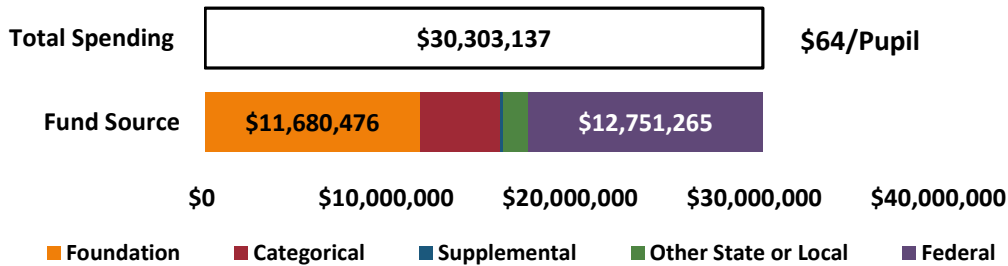 Total Spending $30,303,137 $64/Pupil
Fund Source $11,680,476 $12,751,265
$0 $10,000,000 $20,000,000 $30,000,000 $40,000,000
Foundation Categorical Supplemental Other State or Local Federal